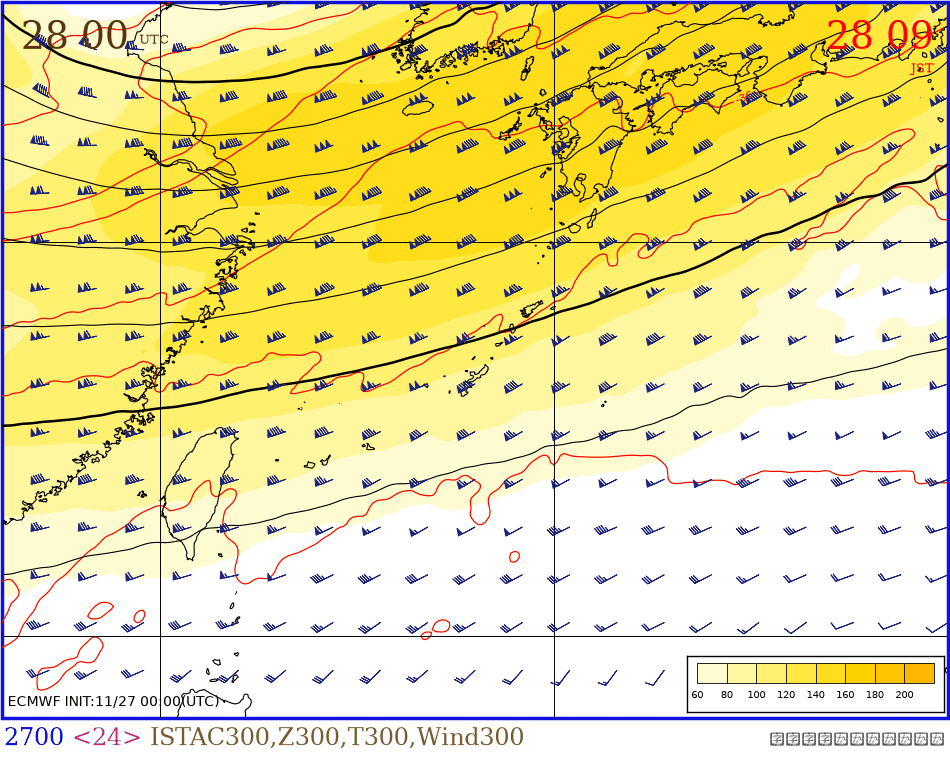 28 00 UTC
28 09
JST
-36
60 80 100 120 140 160 180 200
ECMWF INIT:11/27 00:00(UTC)
2700 <24> ISTAC300,Z300,T300,Wind300